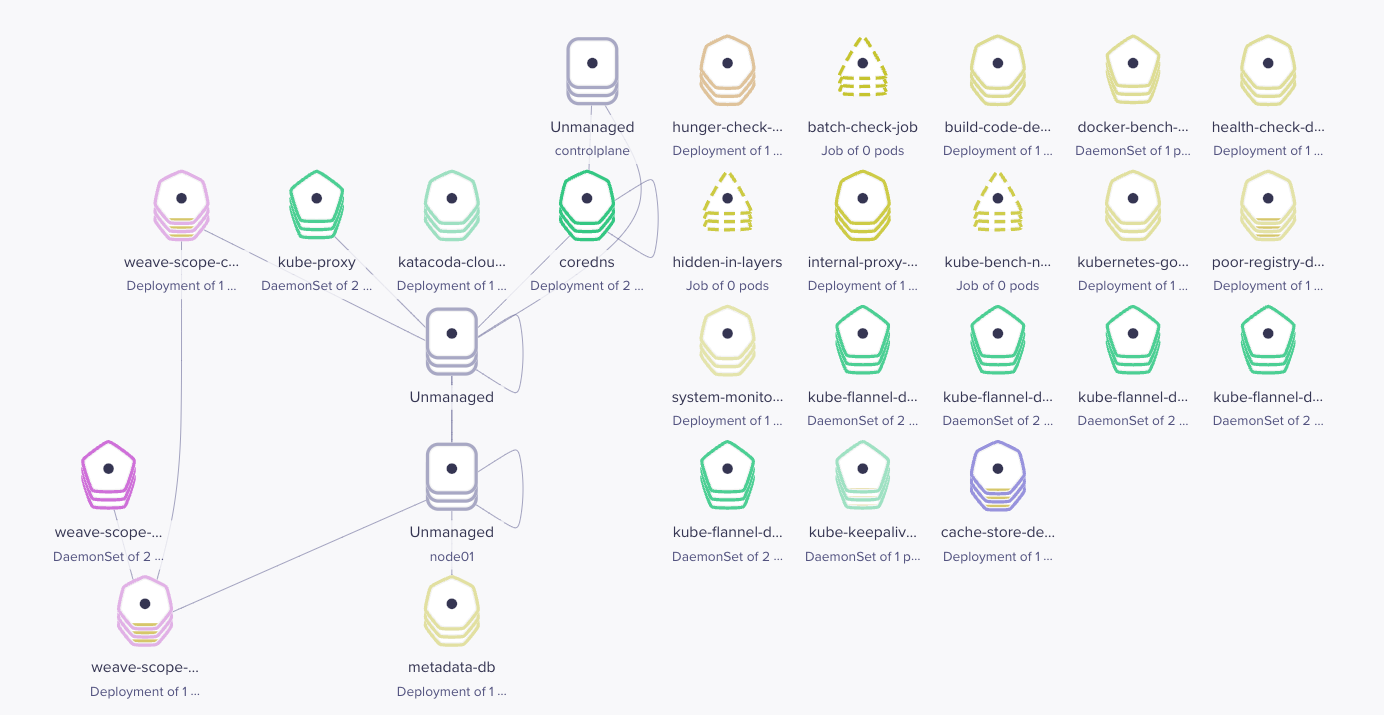 Unmanaged
controlplane
hunger-check-...
Deployment of 1 ...
batch-check-job
Job of 0 pods
build-code-de...
Deployment of 1 ...
docker-bench-...
DaemonSet of 1 p...
health-check-d...
Deployment of 1 ...
weave-scope-c...
Deployment of 1 ...
kube-proxy
DaemonSet of 2 ...
katacoda-clou...
Deployment of 1 ...
coredns
Deployment of 2 ...
hidden-in-layers
Job of 0 pods
internal-proxy-...
Deployment of 1 ...
kube-bench-n...
Job of 0 pods
kubernetes-go...
Deployment of 1 ...
poor-registry-d...
Deployment of 1 ...
Unmanaged
system-monito...
Deployment of 1 ...
kube-flannel-d...
DaemonSet of 2 ...
kube-flannel-d...
DaemonSet of 2 ...
kube-flannel-d...
DaemonSet of 2 ...
kube-flannel-d...
DaemonSet of 2 ...
weave-scope-...
DaemonSet of 2 ...
Unmanaged
node01
kube-flannel-d...
DaemonSet of 2 ...
kube-keepaliv...
DaemonSet of 1 p...
cache-store-de...
Deployment of 1 ...
weave-scope-...
Deployment of 1 ...
metadata-db
Deployment of 1 ...